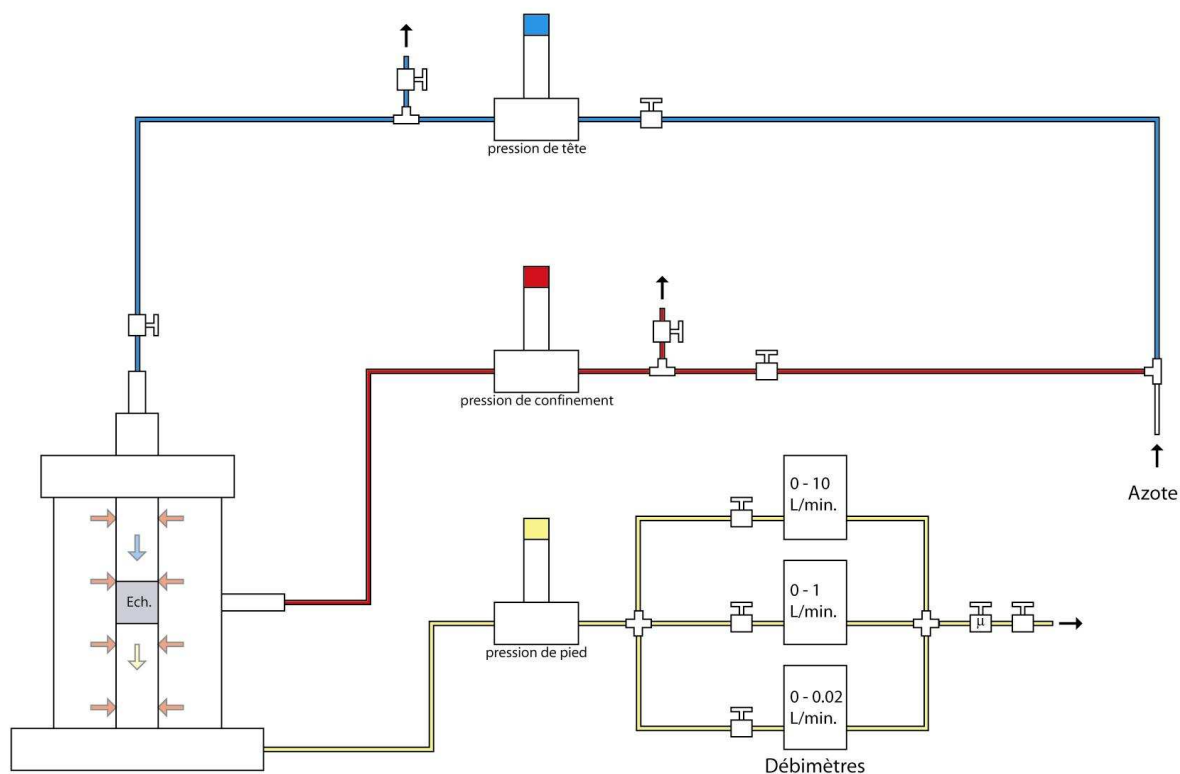 pression de tête
pression de confinement
Azote
0 - 10
L/min.
Ech.
0 - 1
L/min.
µ
pression de pied
0 - 0.02
L/min.
Débimètres